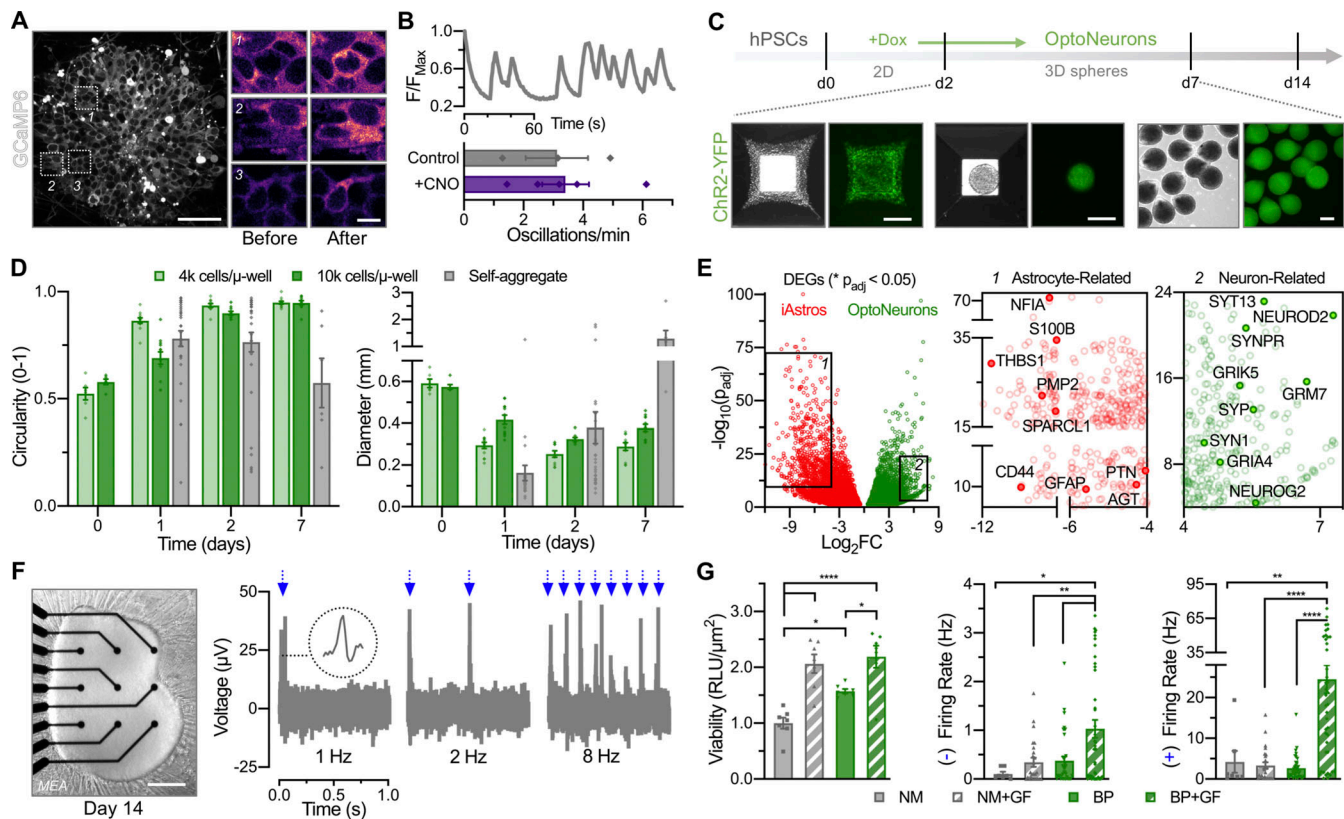 A
GCaMP6
1
2
3
1
2
3
Before
After
B
F/FMax
1.2
0.8
0.4
0
60
Time (s)
Control
+CNO
0
2
4
6
Oscillations/min
C
hPSCs
+Dox
OptoNeurons
2D
3D spheres
d0
d2
d7
d14
ChR2-YFP
D
4k cells/μ-well
10k cells/μ-well
Self-aggregate
Circularity (0-1)
1.0
0.5
0.0
0
1
2
7
Time (days)
Diameter (mm)
3
2
1
0.6
0.4
0.2
0.0
0
1
2
7
Time (days)
E
DEGs (* padj < 0.05)
iAstros
OptoNeurons
1
2
-log10(padj)
100
75
50
25
0
-9
-3
3
9
Log2FC
1 Astrocyte-Related
70
35
15
10
NFIA
S100B
THBS1
PMP2
SPARCL1
CD44
GFAP
PTN
AGT
-12
-6
-4
2 Neuron-Related
24
16
8
SYT13
NEUROD2
SYNPR
GRIK5
GRM7
SYP
SYN1
GRIA4
NEUROG2
4
7
F
MEA
Day 14
Voltage (μV)
50
25
0
-25
1 Hz
2 Hz
8 Hz
0.0
0.5
1.0
Time (s)
G
Viability (RLU/μm²)
3.0
2.0
1.0
0.0
****
*
*
(-) Firing Rate (Hz)
4
3
2
1
0
*
**
(+) Firing Rate (Hz)
95
65
35
30
15
0
**
****
****
NM
NM+GF
BP
BP+GF